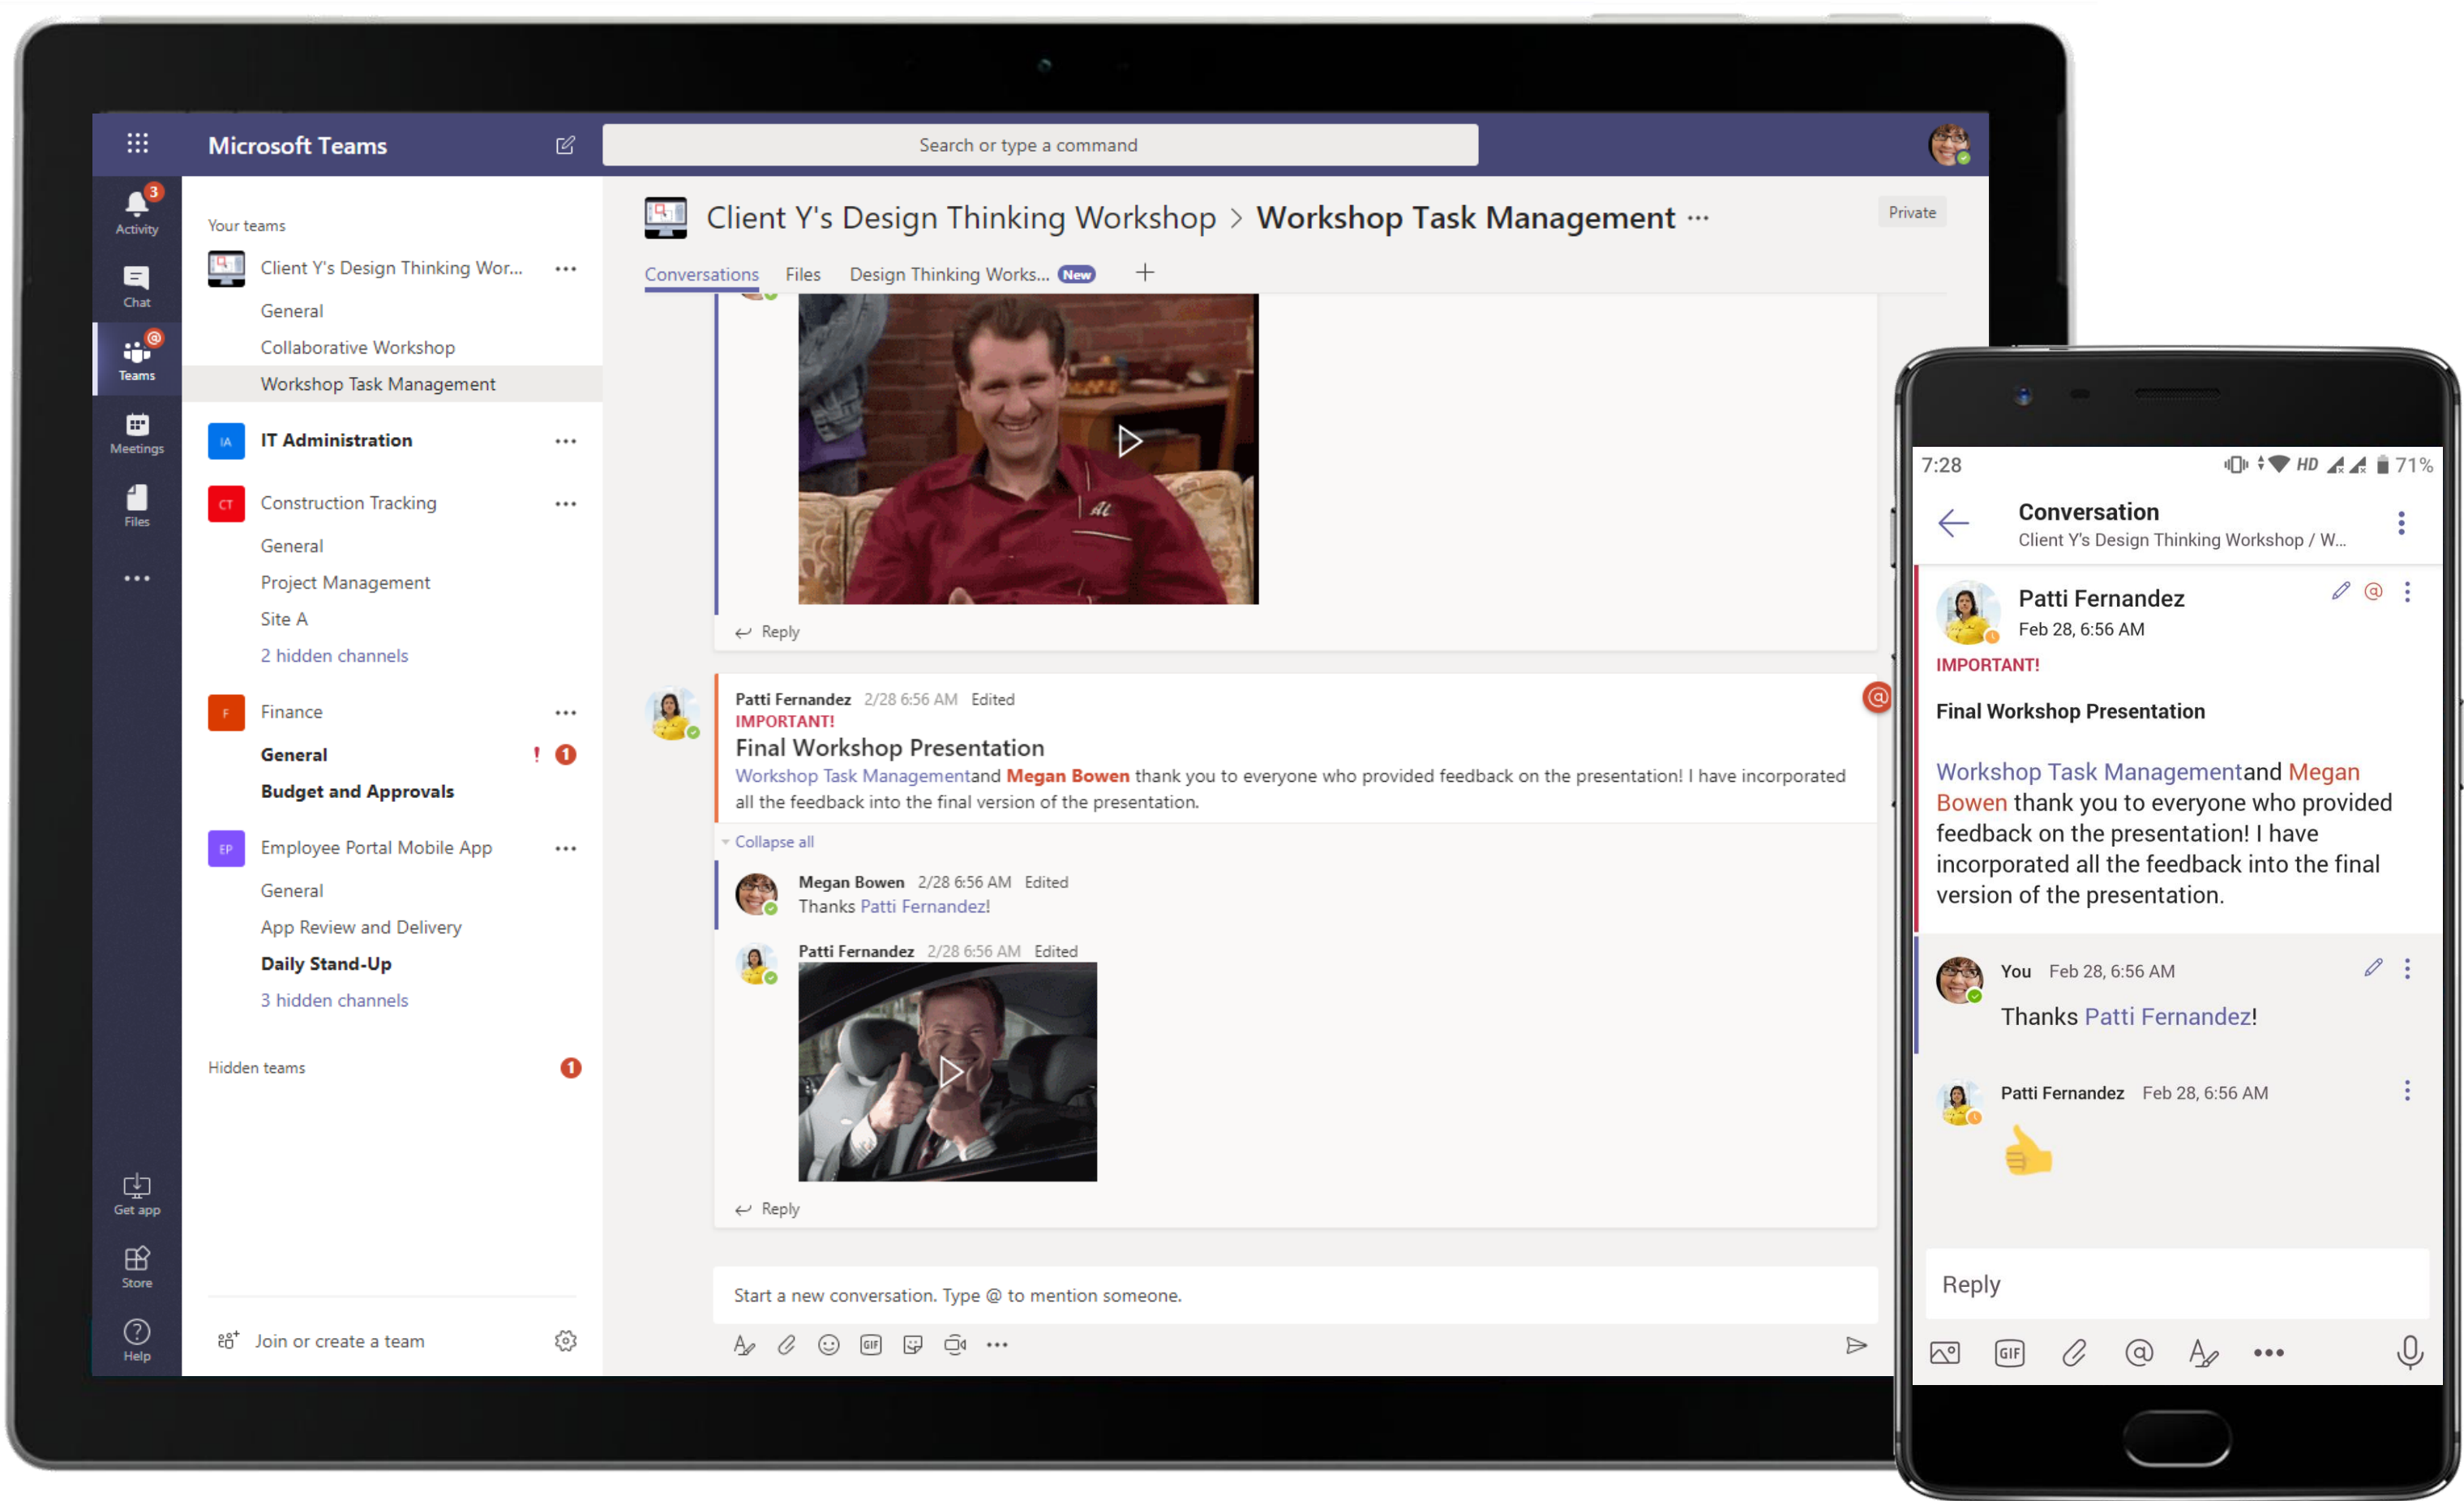 Microsoft Teams
Search or type a command
3
Activity
Chat
@
Teams
Meetings
Files
Get app
Store
Help
Your teams
Client Y's Design Thinking Wor...
General
Collaborative Workshop
Workshop Task Management
IA
IT Administration
CT
Construction Tracking
General
Project Management
Site A
2 hidden channels
F
Finance
General
! 1
Budget and Approvals
EP
Employee Portal Mobile App
General
App Review and Delivery
Daily Stand-Up
3 hidden channels
Hidden teams
1
Join or create a team
Client Y's Design Thinking Workshop > Workshop Task Management ...
Private
Conversations
Files
Design Thinking Works... New
Al
Reply
Patti Fernandez 2/28 6:56 AM Edited
@
IMPORTANT!
Final Workshop Presentation
Workshop Task Managementand Megan Bowen thank you to everyone who provided feedback on the presentation! I have incorporated
all the feedback into the final version of the presentation.
Collapse all
Megan Bowen 2/28 6:56 AM Edited
Thanks Patti Fernandez!
Patti Fernandez 2/28 6:56 AM Edited
Reply
Start a new conversation. Type @ to mention someone.
GIF
7:28
HD
71%
Conversation
Client Y's Design Thinking Workshop / W...
Patti Fernandez
@
Feb 28, 6:56 AM
IMPORTANT!
Final Workshop Presentation
Workshop Task Managementand Megan
Bowen thank you to everyone who provided
feedback on the presentation! I have
incorporated all the feedback into the final
version of the presentation.
You Feb 28, 6:56 AM
Thanks Patti Fernandez!
Patti Fernandez Feb 28, 6:56 AM
Reply
GIF
@